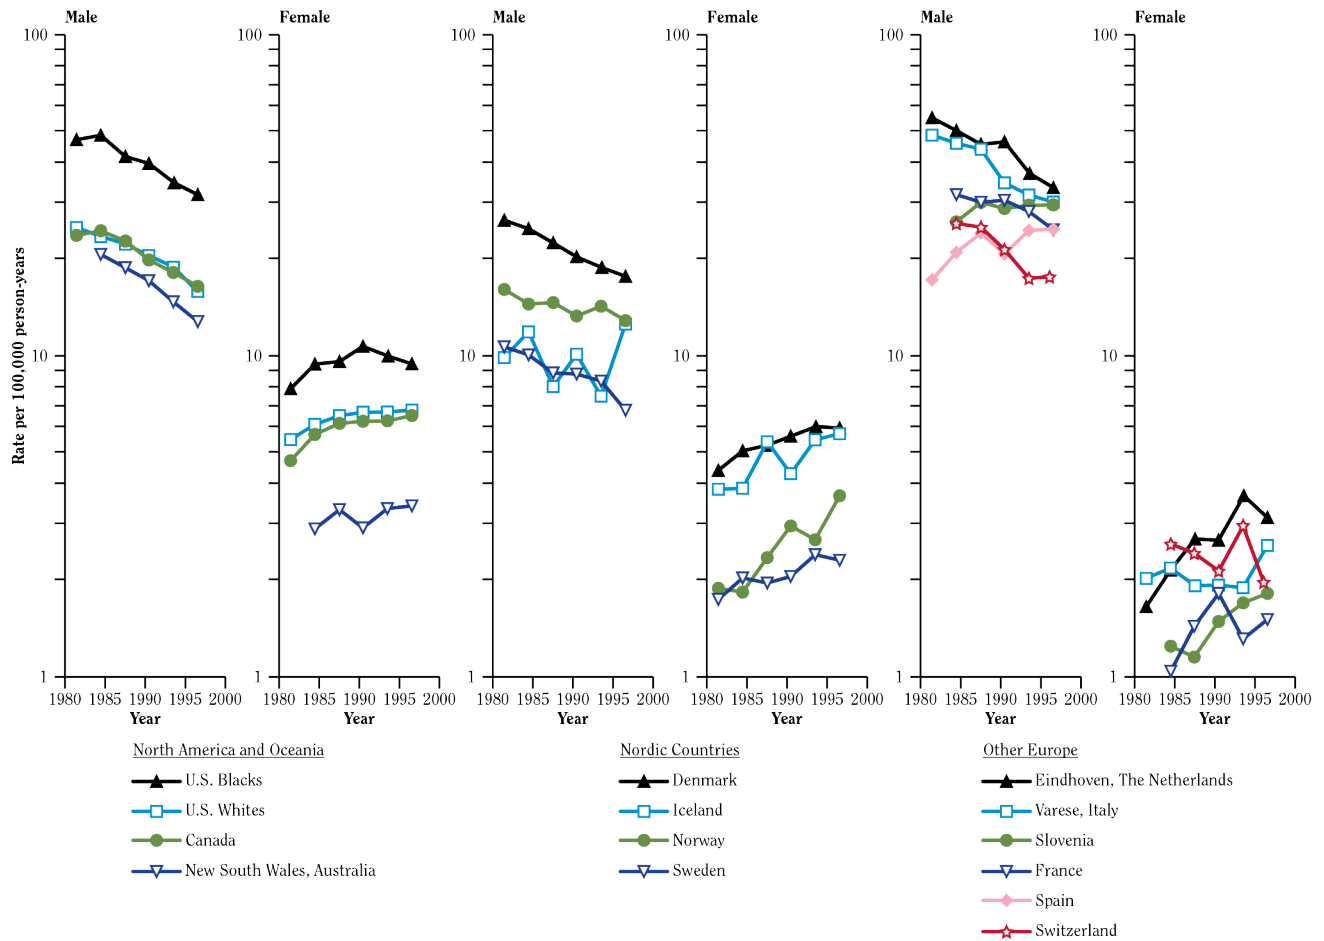 Male Female Male Female Male Female
100 100 100 100 100 100
Rate per 100,000 person-years
10 10 10 10 10 10
1 1 1 1 1 1
1980 1985 1990 1995 2000 1980 1985 1990 1995 2000 1980 1985 1990 1995 2000 1980 1985 1990 1995 2000 1980 1985 1990 1995 2000 1980 1985 1990 1995 2000
Year Year Year Year Year Year
North America and Oceania
U.S. Blacks
U.S. Whites
Canada
New South Wales, Australia
Nordic Countries
Denmark
Iceland
Norway
Sweden
Other Europe
Eindhoven, The Netherlands
Varese, Italy
Slovenia
France
Spain
Switzerland